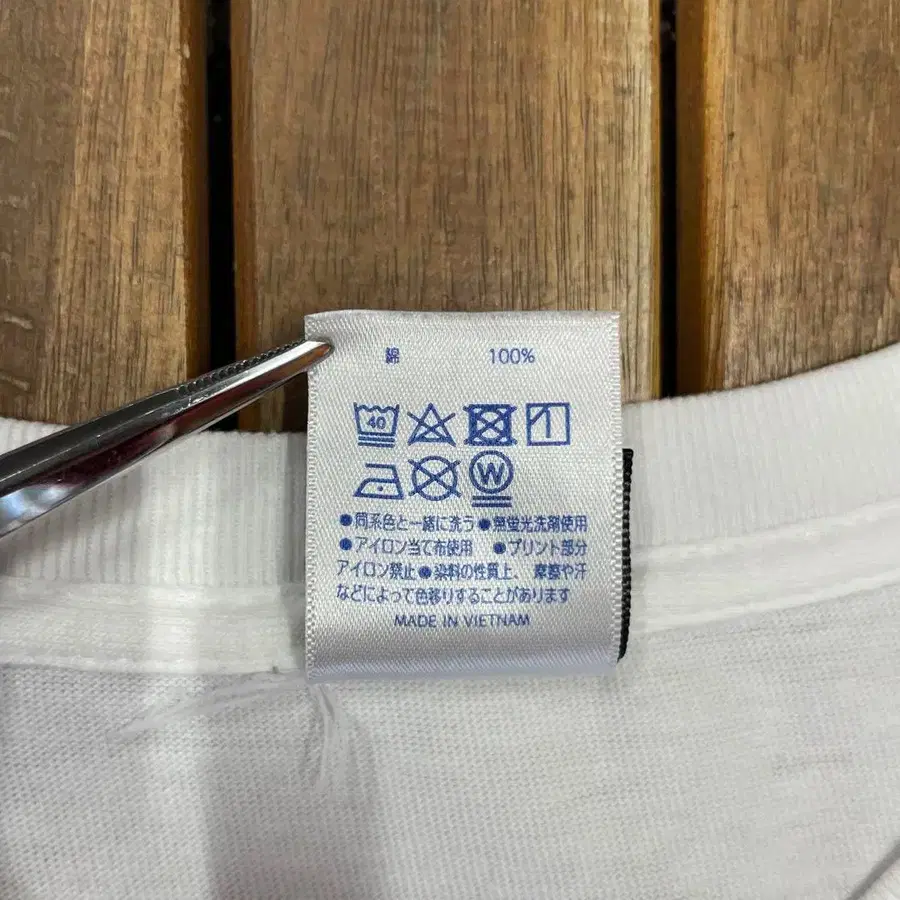 綿 100%
40
W
●同系色と一緒に洗う●無蛍光洗剤使用
●アイロン当て布使用 ●プリント部分
アイロン禁止●染料の性質上、摩擦や汗
などによって色移りすることがあります
MADE IN VIETNAM